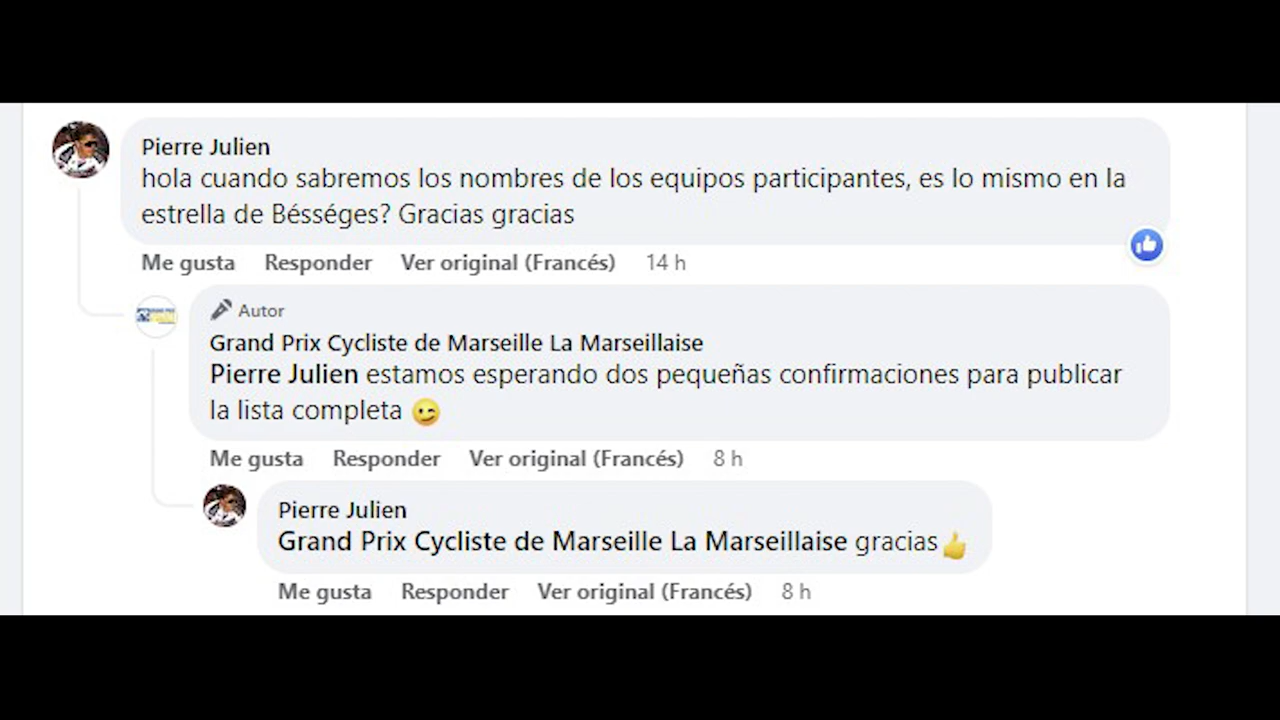 Pierre Julien
hola cuando sabremos los nombres de los equipos participantes, es lo mismo en la
estrella de Bésséges? Gracias gracias
Me gusta Responder Ver original (Francés) 14 h
Autor
Grand Prix Cycliste de Marseille La Marseillaise
Pierre Julien estamos esperando dos pequeñas confirmaciones para publicar
la lista completa 😉
Me gusta Responder Ver original (Francés) 8 h
Pierre Julien
Grand Prix Cycliste de Marseille La Marseillaise gracias 👍
Me gusta Responder Ver original (Francés) 8 h